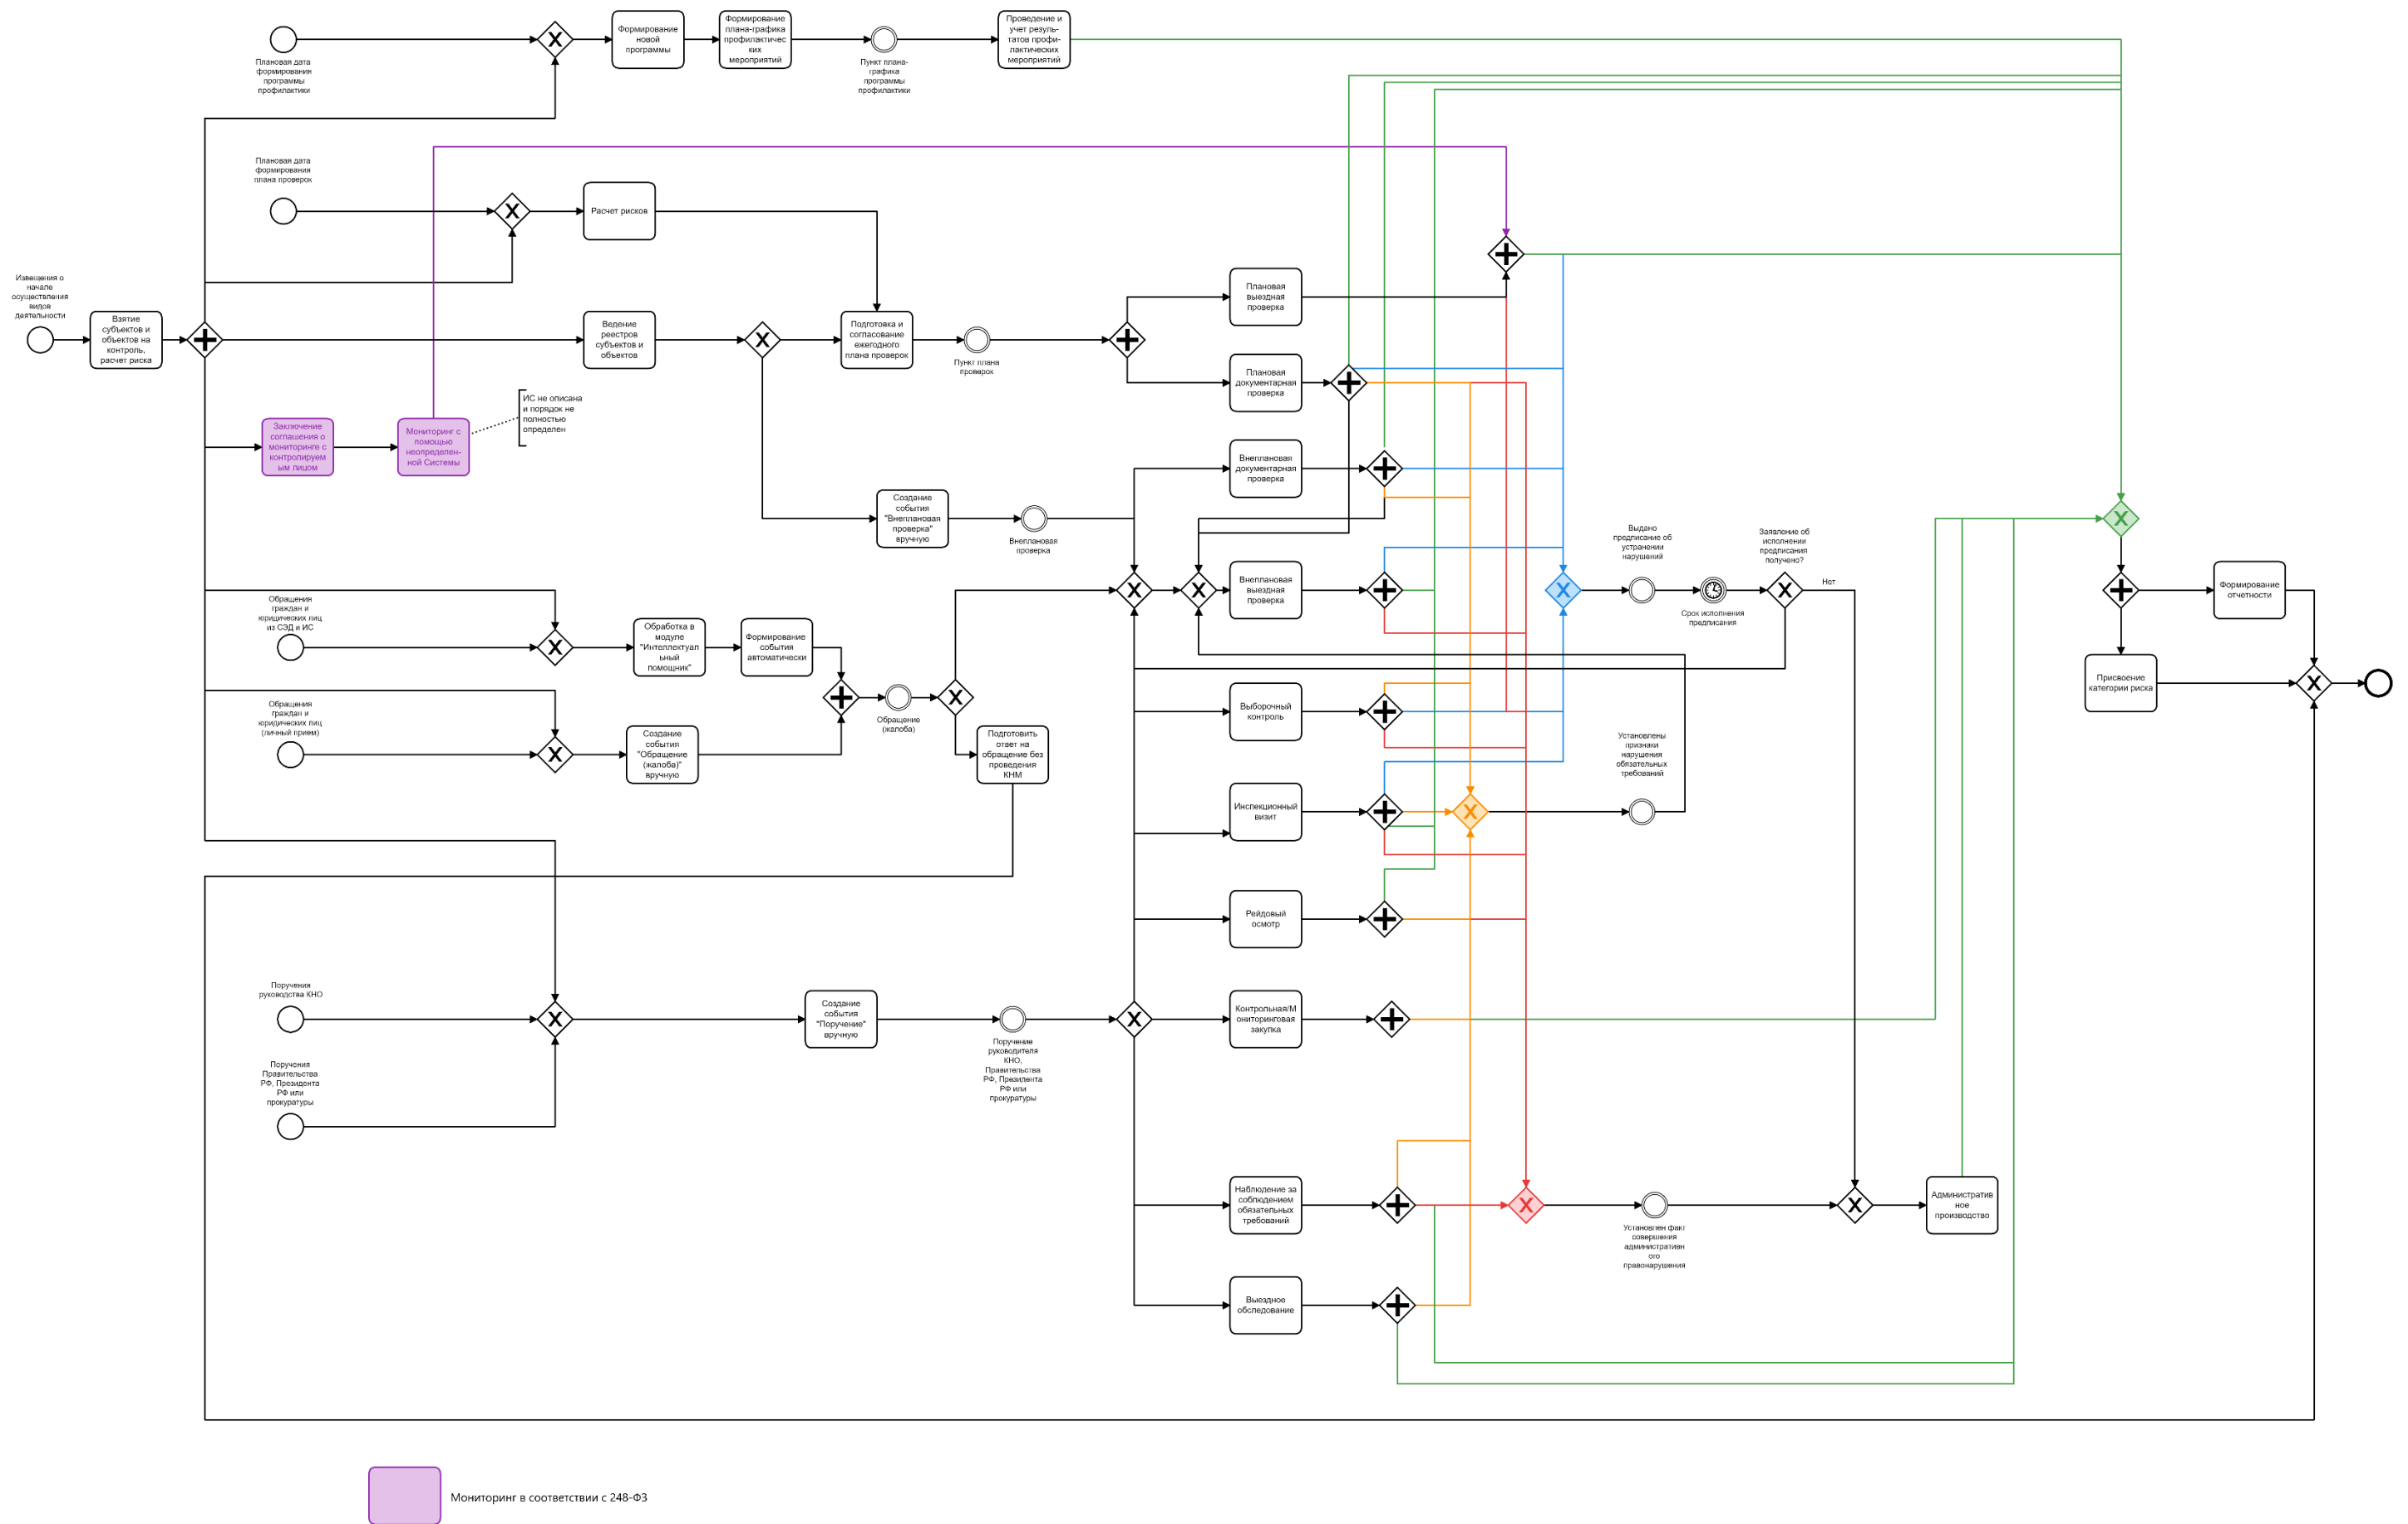 Плановая дата
формирования
программы
профилактики
Формирование
новой
программы
Формирование
плана-графика
профилактичес
ких
мероприятий
Пункт плана-
графика
программы
профилактики
Проведение и
учет резуль-
татов профи-
лактических
мероприятий
Плановая дата
формирования
плана проверок
Расчет рисков
Извещения о
начале
осуществления
видов
деятельности
Взятие
субъектов и
объектов на
контроль,
расчет риска
Ведение
реестров
субъектов и
объектов
Подготовка и
согласование
ежегодного
плана проверок
Пункт плана
проверок
Плановая
выездная
проверка
Плановая
документарная
проверка
Заключение
соглашения о
мониторинге с
контролируем
ым лицом
Мониторинг с
помощью
неопределен-
ной Системы
ИС не описана
и порядок не
полностью
определен
Создание
события
"Внеплановая
проверка"
вручную
Внеплановая
проверка
Внеплановая
документарная
проверка
Внеплановая
выездная
проверка
Выдано
предписание об
устранении
нарушений
Срок исполнения
предписания
Заявление об
исполнении
предписания
получено?
Нет
Формирование
отчетности
Присвоение
категории риска
Обращения
граждан и
юридических лиц
из СЭД и ИС
Обработка в
модуле
"Интеллектуал
ьный
помощник"
Формирование
события
автоматически
Обращения
граждан и
юридических лиц
(личный прием)
Создание
события
"Обращение
(жалоба)"
вручную
Обращение
(жалоба)
Подготовить
ответ на
обращение без
проведения
КНМ
Выборочный
контроль
Инспекционный
визит
Установлены
признаки
нарушения
обязательных
требований
Рейдовый
осмотр
Поручения
руководства КНО
Поручения
Правительства
РФ, Президента
РФ или
прокуратуры
Создание
события
"Поручение"
вручную
Поручение
руководителя
КНО,
Правительства
РФ, Президента
РФ или
прокуратуры
Контрольная/М
ониторинговая
закупка
Наблюдение за
соблюдением
обязательных
требований
Установлен факт
совершения
административн
ого
правонарушения
Административ
ное
производство
Выездное
обследование
Мониторинг в соответствии с 248-ФЗ